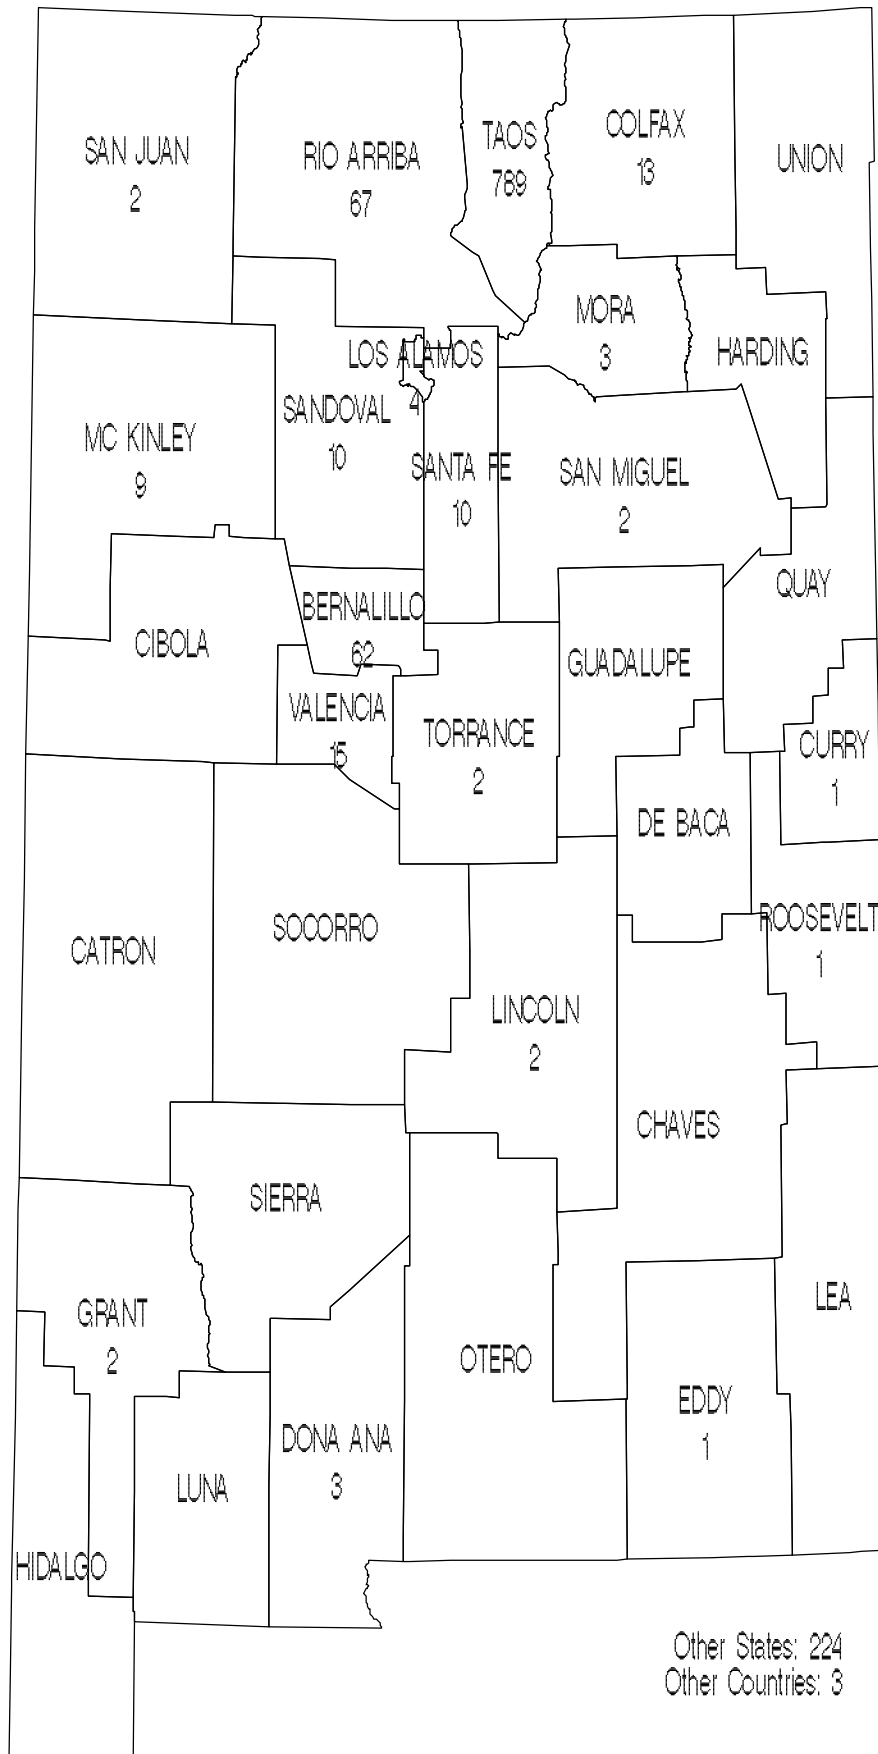 SAN JUAN
2
RIO ARRIBA
67
TAOS
789
COLFAX
13
UNION
MORA
3
HARDING
LOS ALAMOS
4
SANDOVAL
10
MC KINLEY
9
SANTA FE
10
SAN MIGUEL
2
QUAY
BERNALILLO
62
CIBOLA
GUADALUPE
VALENCIA
15
TORRANCE
2
CURRY
1
DE BACA
ROOSEVELT
1
SOCORRO
CATRON
LINCOLN
2
CHAVES
SIERRA
GRANT
2
LEA
OTERO
EDDY
1
DONA ANA
3
LUNA
HIDALGO
Other States: 224
Other Countries: 3